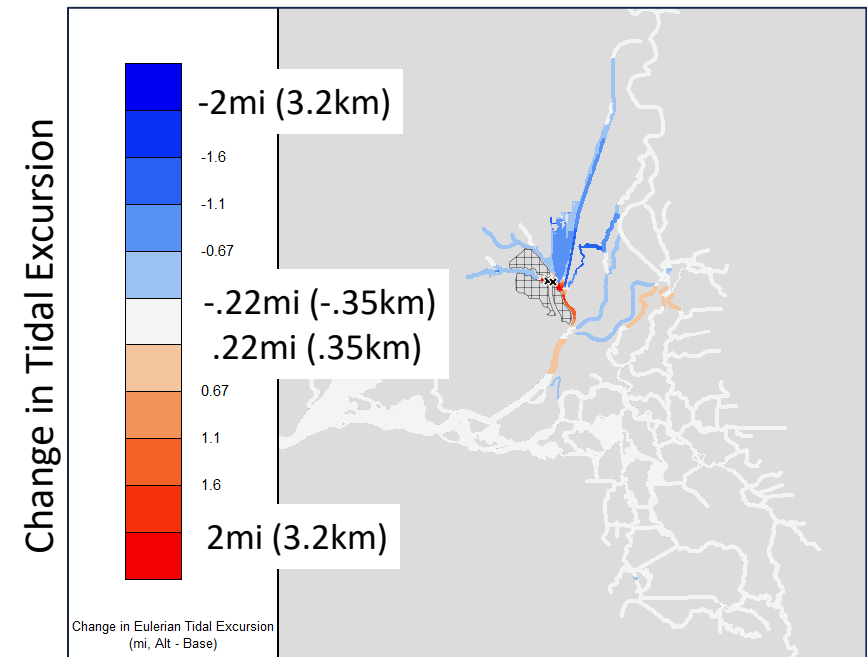 Change in Tidal Excursion
-2mi (3.2km)
-1.6
-1.1
-0.67
-.22mi (-.35km)
.22mi (.35km)
0.67
1.1
1.6
2mi (3.2km)
Change in Eulerian Tidal Excursion
(mi, Alt - Base)